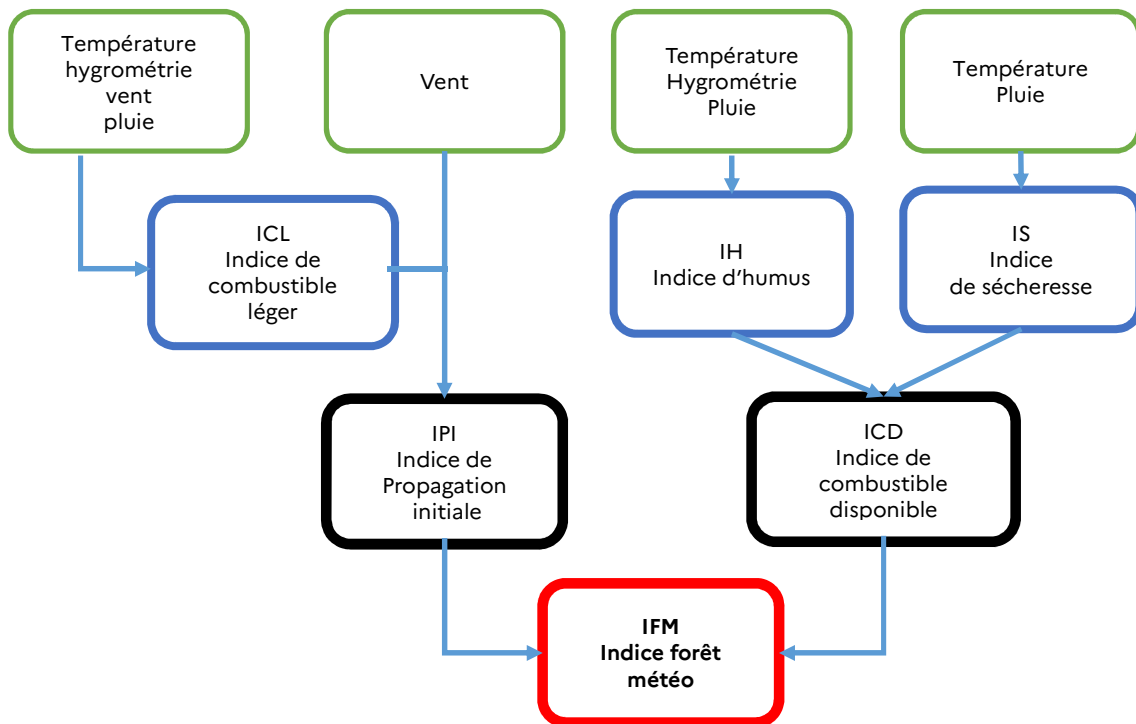 Température
hygrométrie
vent
pluie
Vent
Température
Hygrométrie
Pluie
Température
Pluie
ICL
Indice de
combustible
léger
IH
Indice d’humus
IS
Indice
de sécheresse
IPI
Indice de
Propagation
initiale
ICD
Indice de
combustible
disponible
IFM
Indice forêt
météo